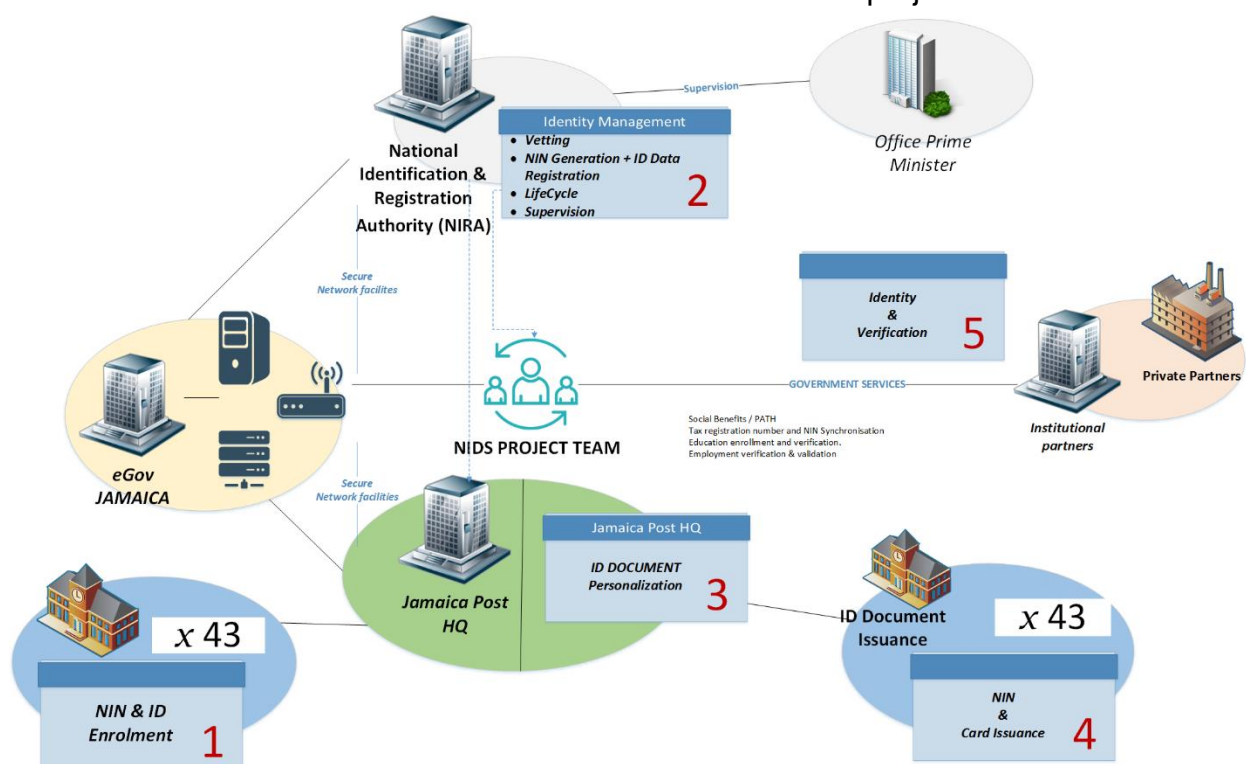 Supervision
Identity Management
• Vetting
• NIN Generation + ID Data
Registration
• LifeCycle
• Supervision
2
National
Identification &
Registration
Authority (NIRA)
Office Prime
Minister
Secure
Network facilites
Identity
&
Verification
5
Private Partners
Institutional
partners
GOVERNMENT SERVICES
Social Benefits / PATH
Tax registration number and NIN Synchronisation
Education enrollment and verification.
Employment verification & validation
NIDS PROJECT TEAM
eGov
JAMAICA
Secure
Network facilities
Jamaica Post
HQ
Jamaica Post HQ
ID DOCUMENT
Personalization
3
x 43
NIN & ID
Enrolment
1
ID Document
Issuance
x 43
NIN
&
Card Issuance
4